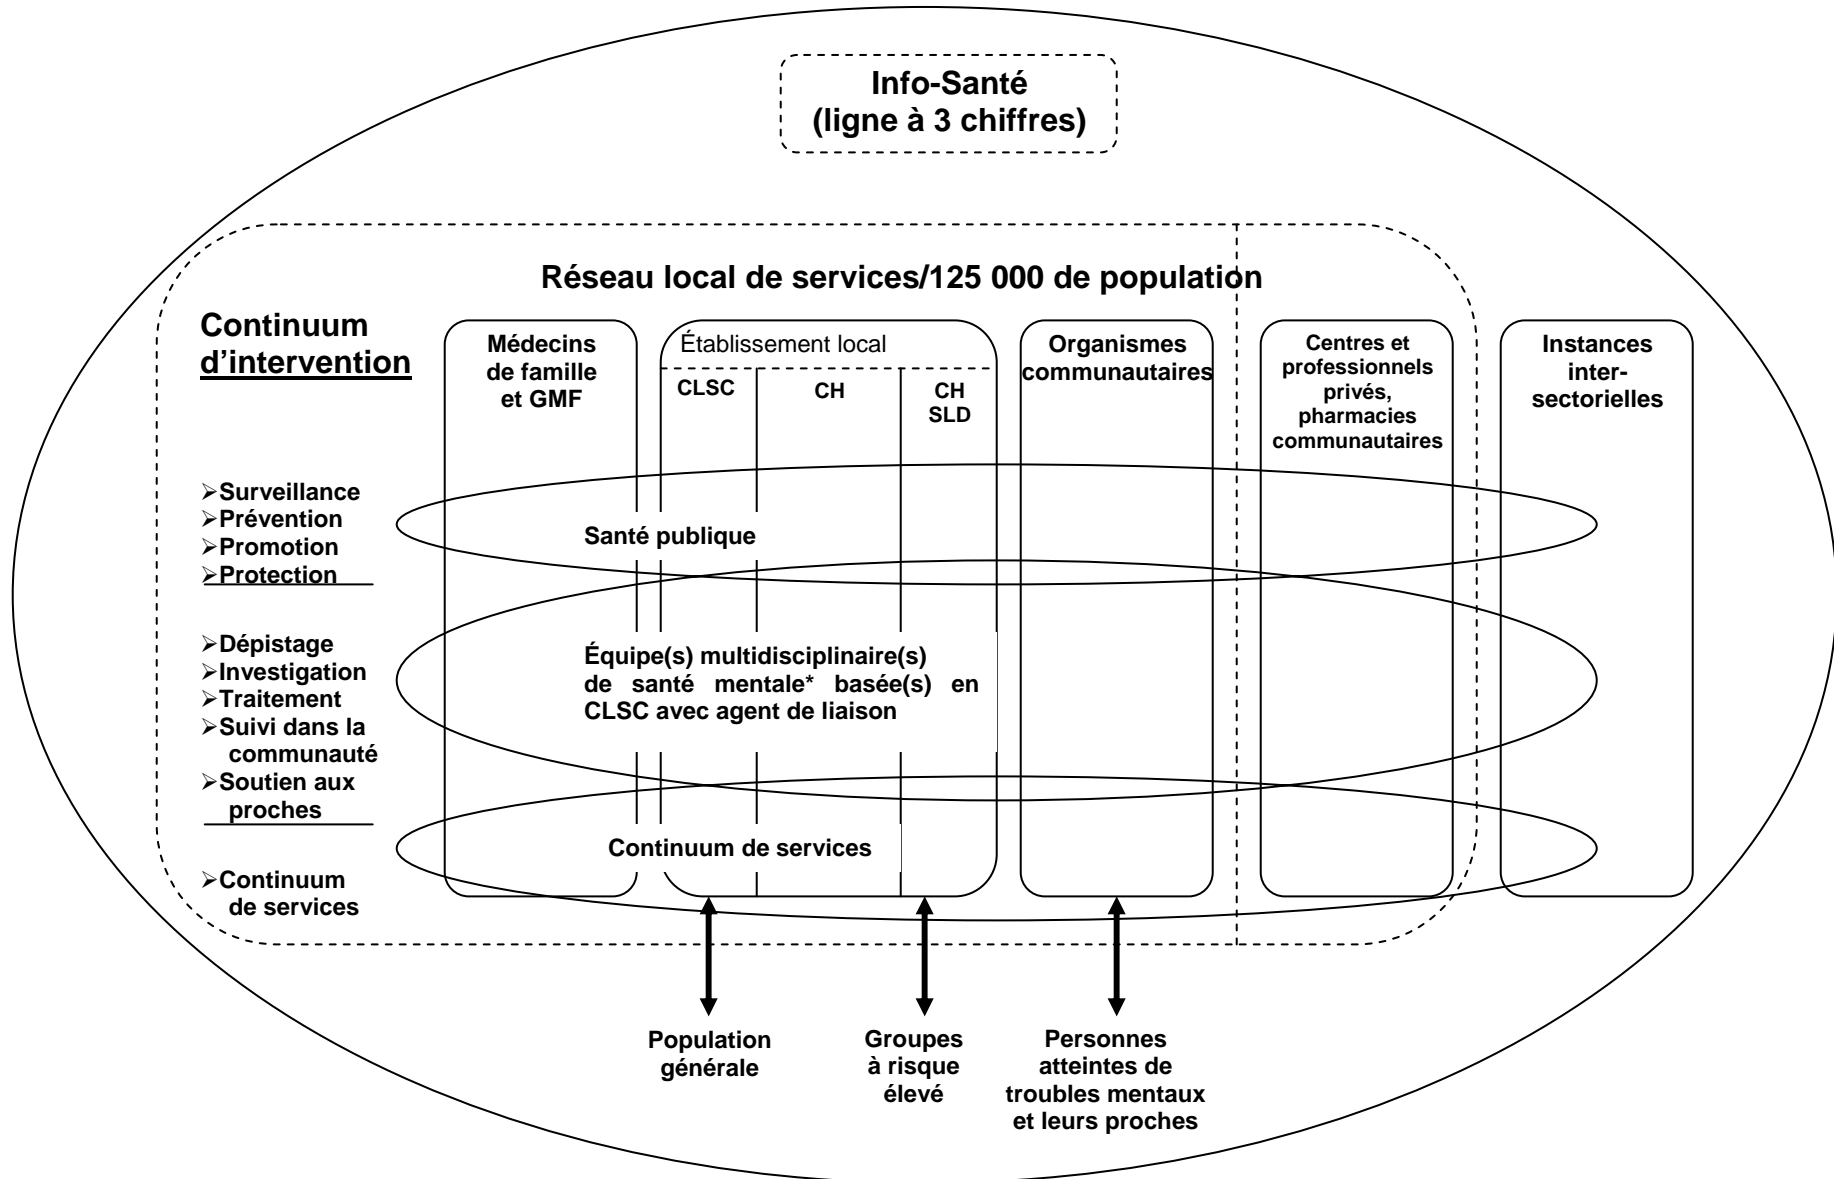 Info-Santé
(ligne à 3 chiffres)
Réseau local de services/125 000 de population
Continuum
d'intervention
Médecins
de famille
et GMF
Établissement local
CLSC
CH
CH
SLD
Organismes
communautaires
Centres et
professionnels
privés,
pharmacies
communautaires
Instances
inter-
sectorielles
➢Surveillance
➢Prévention
➢Promotion
➢Protection
Santé publique
➢Dépistage
➢Investigation
➢Traitement
➢Suivi dans la
communauté
➢Soutien aux
proches
Équipe(s) multidisciplinaire(s)
de santé mentale* basée(s) en
CLSC avec agent de liaison
Continuum de services
➢Continuum
de services
Population
générale
Groupes
à risque
élevé
Personnes
atteintes de
troubles mentaux
et leurs proches